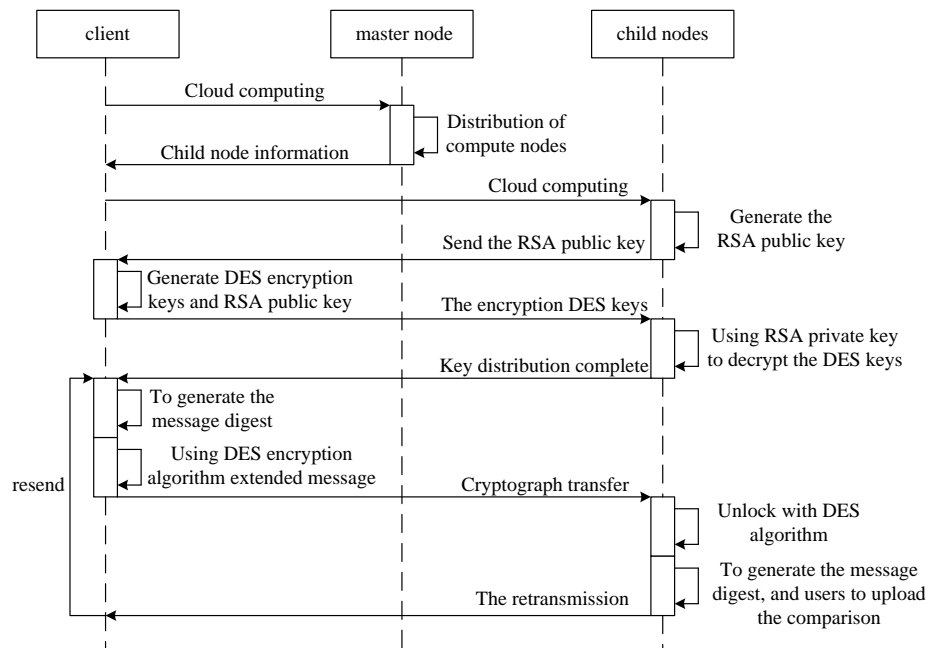 client
master node
child nodes
Cloud computing
Distribution of
compute nodes
Child node information
Cloud computing
Generate the
RSA public key
Send the RSA public key
Generate DES encryption
keys and RSA public key
The encryption DES keys
Using RSA private key
to decrypt the DES keys
Key distribution complete
To generate the
message digest
Using DES encryption
algorithm extended message
resend
Cryptograph transfer
Unlock with DES
algorithm
To generate the message
digest, and users to upload
the comparison
The retransmission